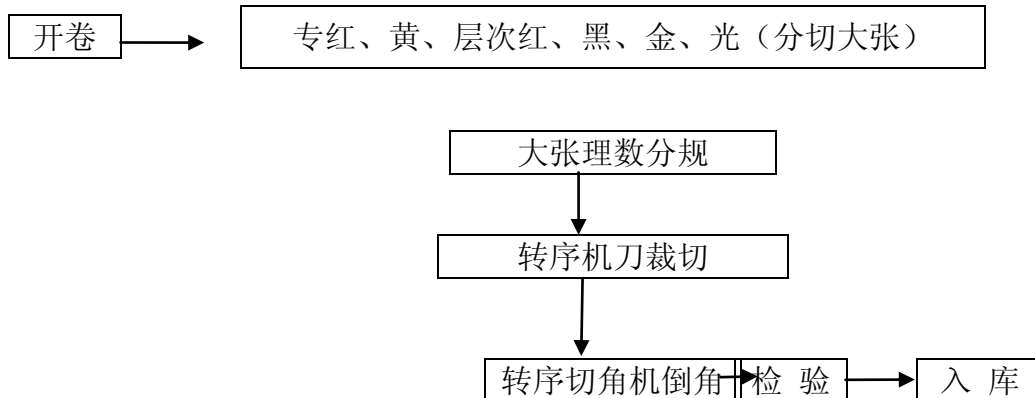 开卷
专红、黄、层次红、黑、金、光（分切大张）
大张理数分规
转序机刀裁切
转序切角机倒角
检 验
入 库